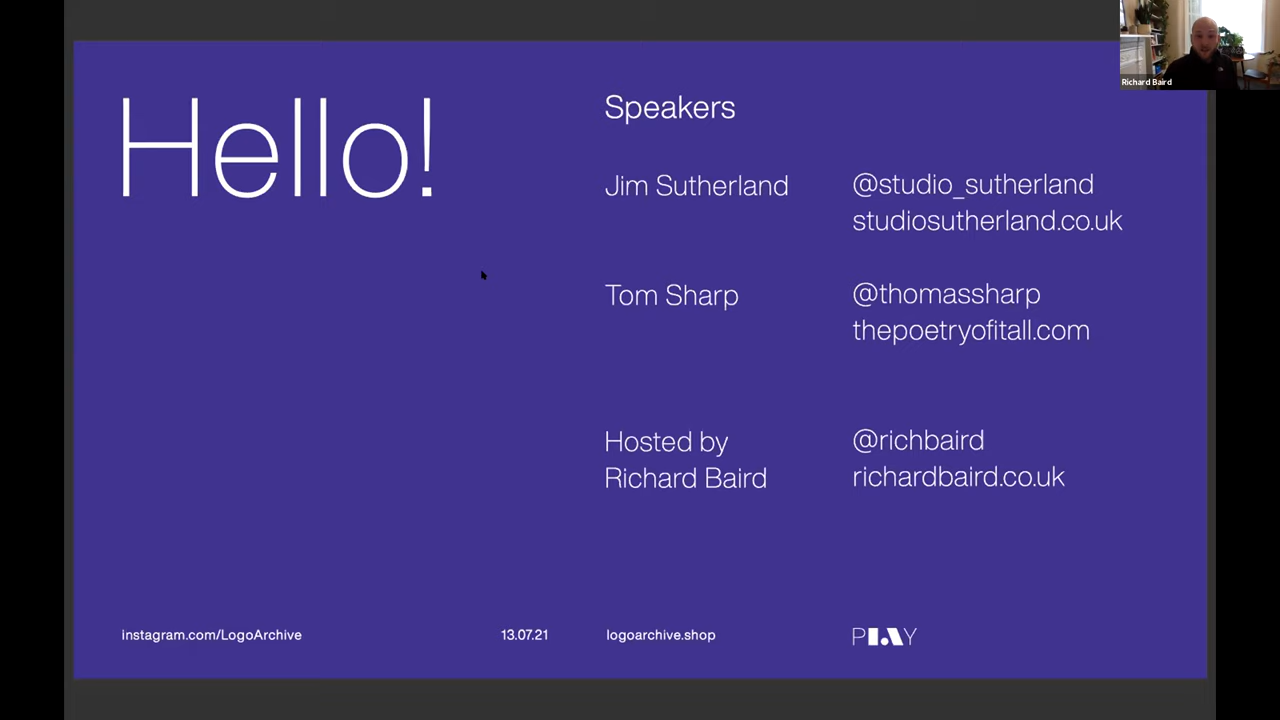 Hello!
Speakers
Jim Sutherland
@studio_sutherland
studiosutherland.co.uk
Tom Sharp
@thomassharp
thepoetryofitall.com
Hosted by
Richard Baird
@richbaird
richardbaird.co.uk
instagram.com/LogoArchive
13.07.21
logoarchive.shop
PLAY
Richard Baird